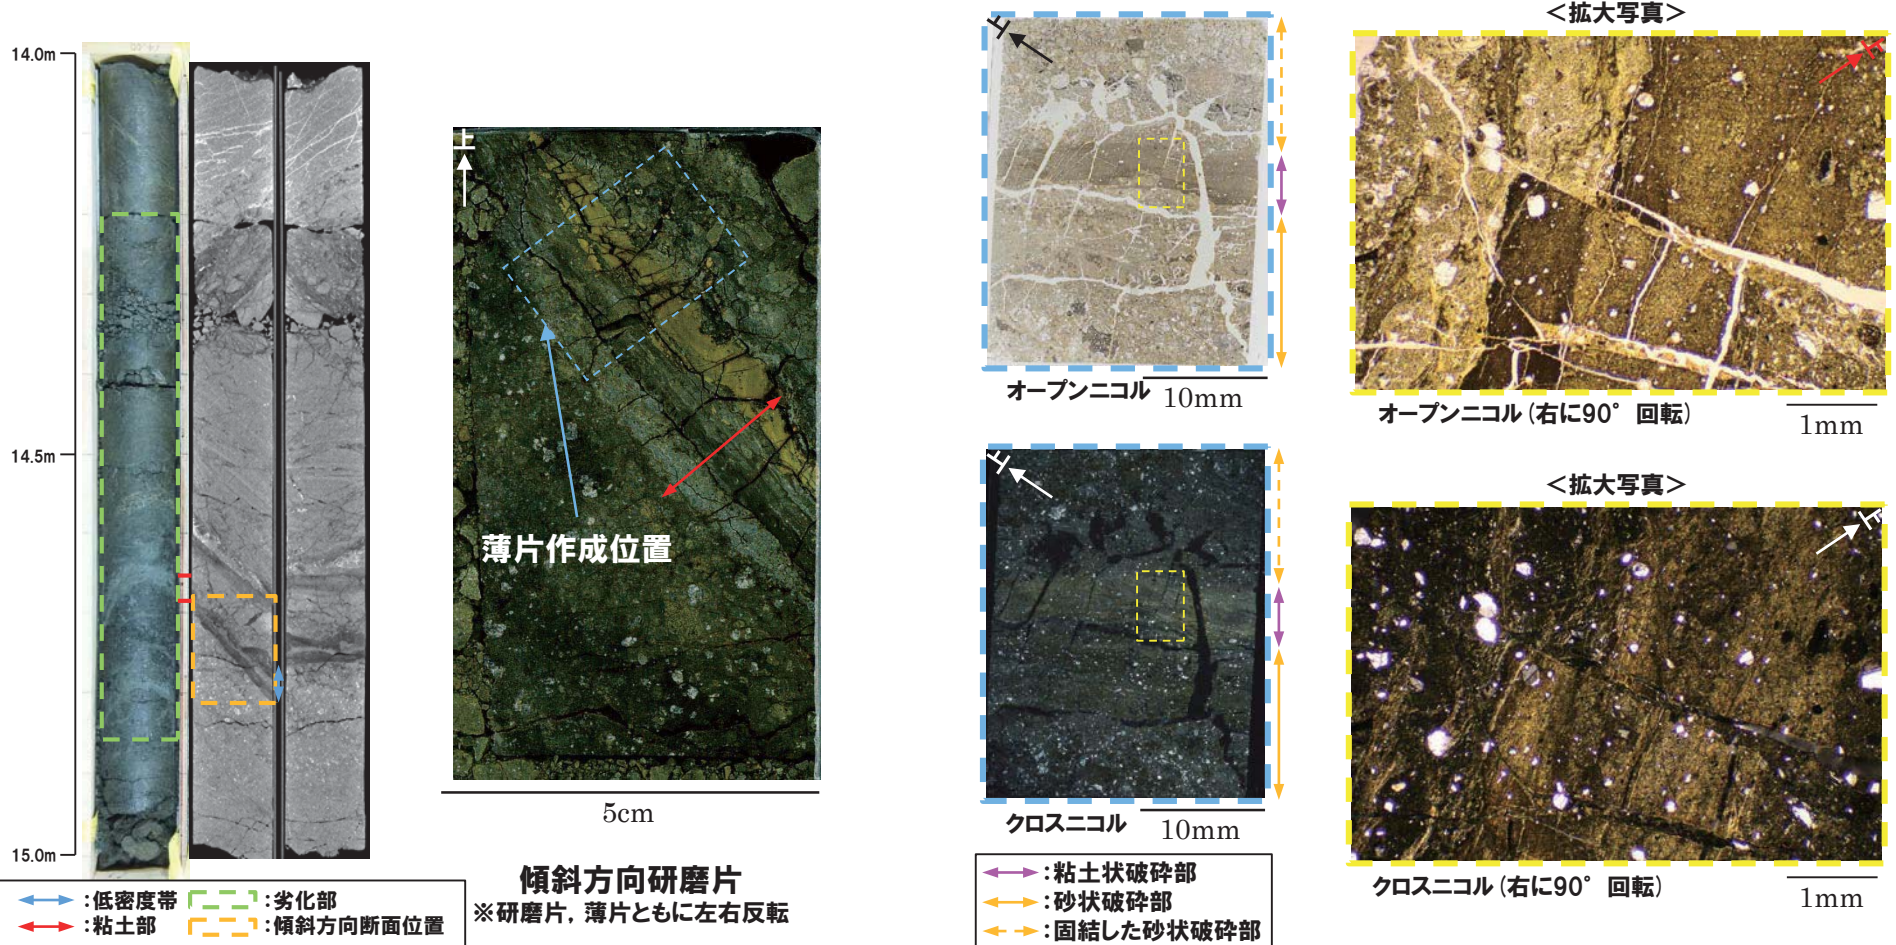 14.0m
14.5m
15.0m
上
薄片作成位置
5cm
傾斜方向研磨片
※研磨片，薄片ともに左右反転
:低密度帯
:劣化部
:粘土部
:傾斜方向断面位置
上
オープンニコル
10mm
上
クロスニコル
10mm
:粘土状破砕部
:砂状破砕部
:固結した砂状破砕部
＜拡大写真＞
上
オープンニコル (右に90° 回転)
1mm
＜拡大写真＞
上
クロスニコル (右に90° 回転)
1mm